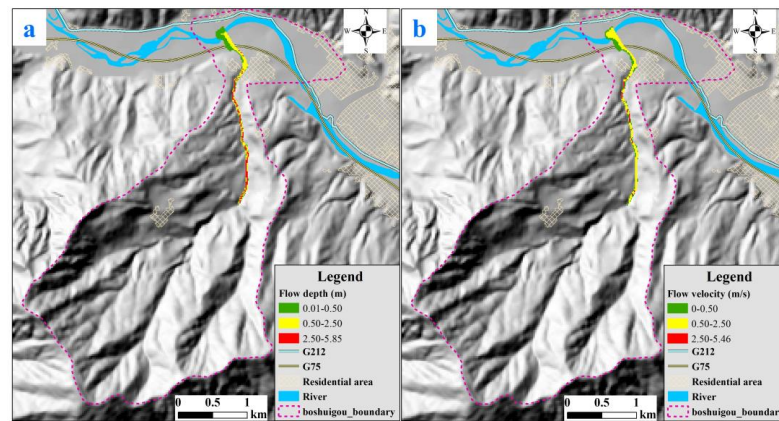 a
N
W E
S
Legend
Flow depth (m)
0.01-0.50
0.50-2.50
2.50-5.85
G212
G75
Residential area
River
boshuigou_boundary
0 0.5 1
km
b
N
W E
S
Legend
Flow velocity (m/s)
0-0.50
0.50-2.50
2.50-5.46
G212
G75
Residential area
River
boshuigou_boundary
0 0.5 1
km